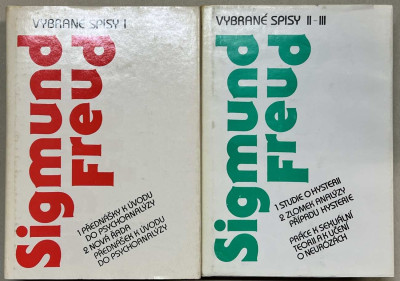 VYBRANÉ SPISY I
Sigmund
Freud
1 PŘEDNÁŠKY K ÚVODU
DO PSYCHOANALÝZY
2 NOVÁ ŘADA
PŘEDNÁŠEK K ÚVODU
DO PSYCHOANALÝZY
VYBRANÉ SPISY II-III
Sigmund
Freud
1 STUDIE O HYSTERII
2 ZLOMEK ANALÝZY
PŘÍPADU HYSTERIE
PRÁCE K SEXUÁLNÍ
TEORII A K UČENÍ
O NEURÓZÁCH